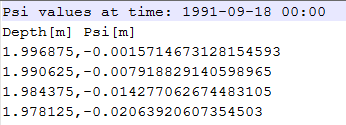 Psi values at time: 1991-09-18 00:00
Depth[m] Psi[m]
1.996875,-0.0015714673128154593
1.990625,-0.007918829140598965
1.984375,-0.014277062674483105
1.978125,-0.02063920607354503